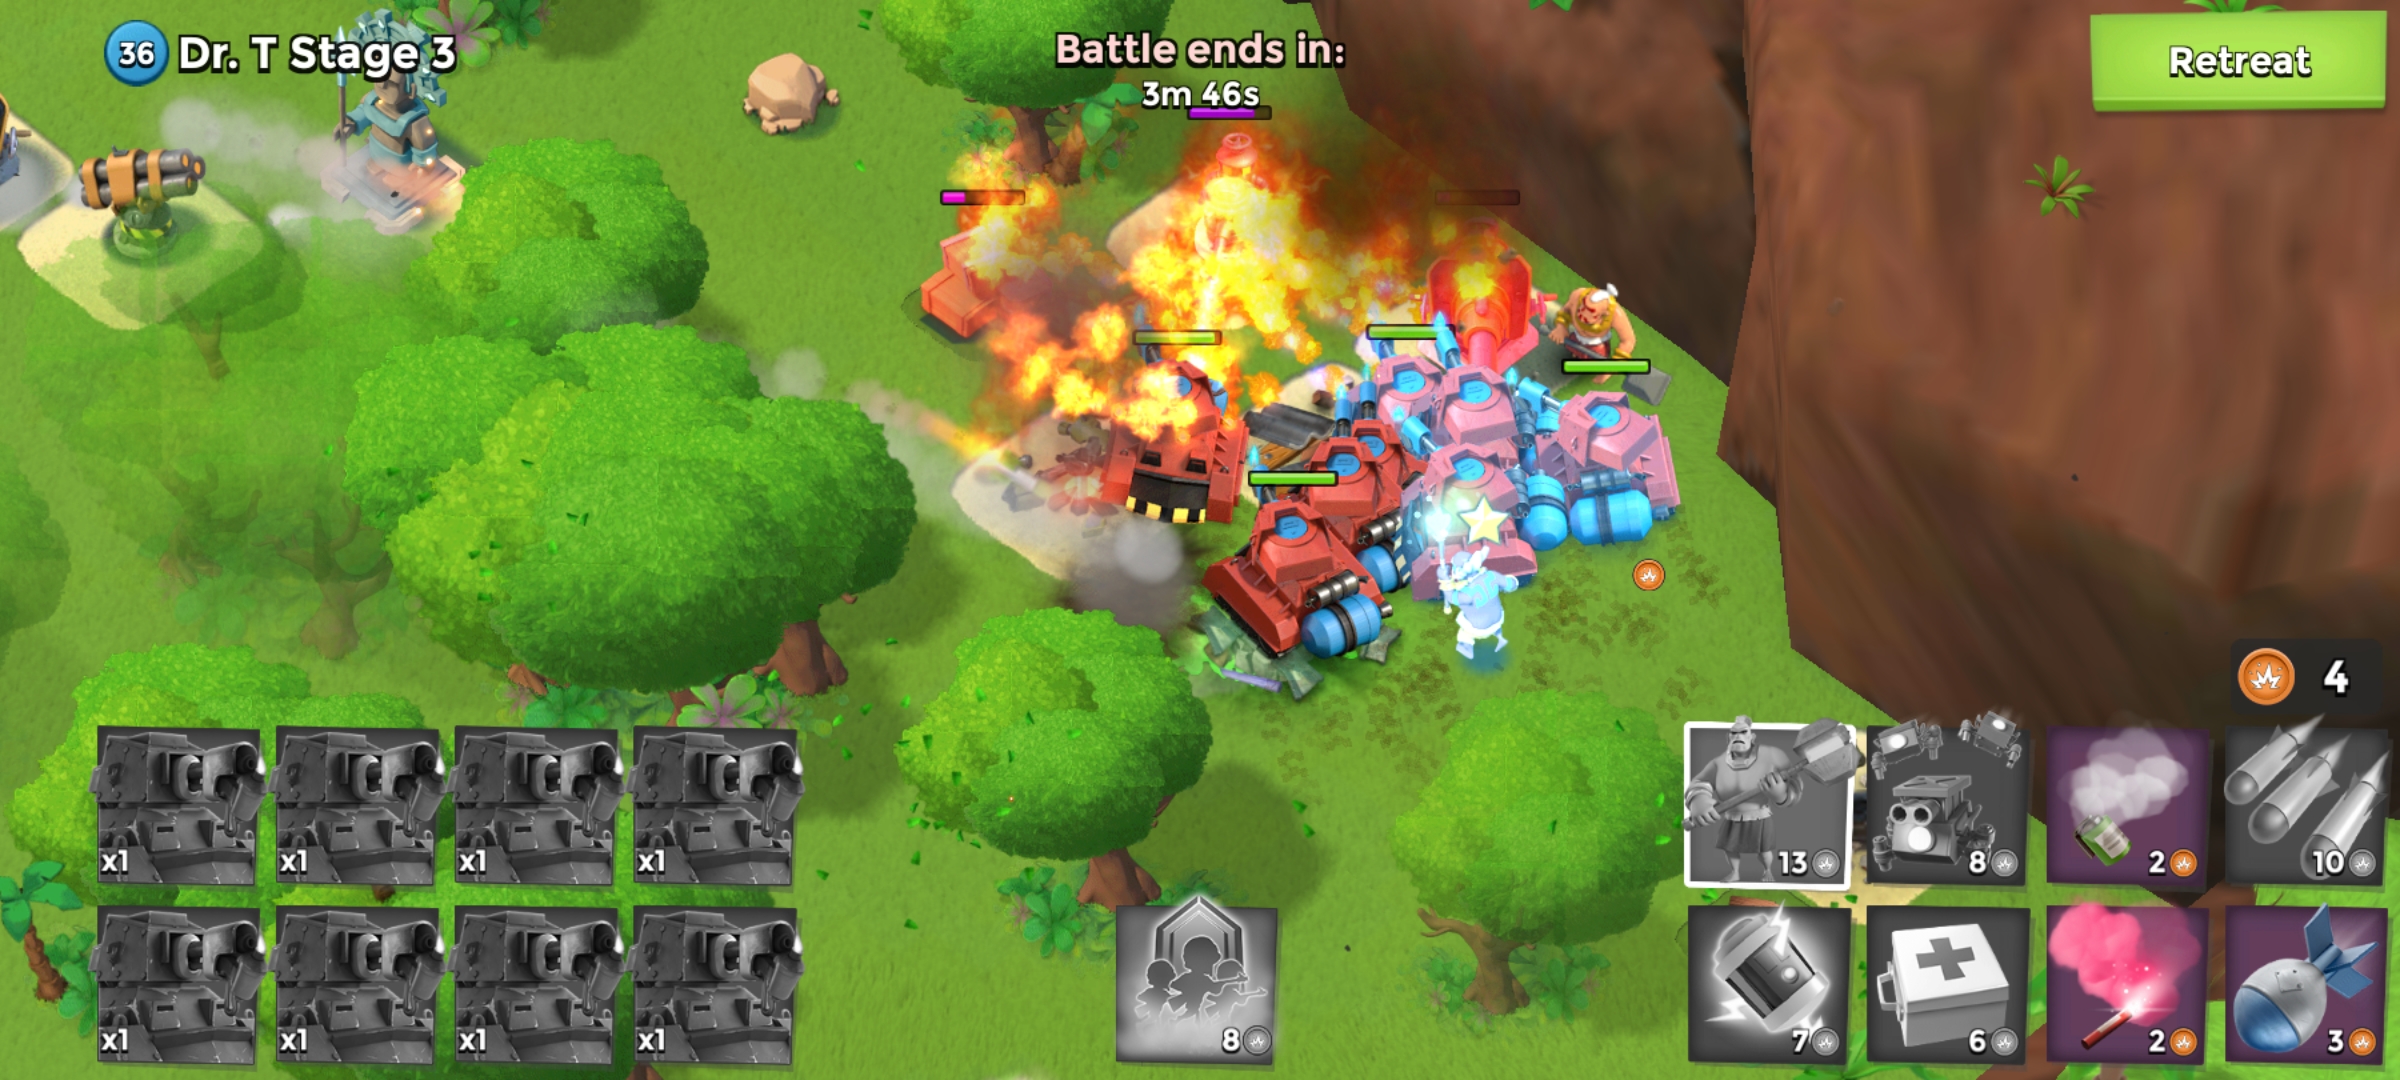 36 Dr. T Stage 3
Battle ends in:
3m 46s
Retreat
4
x1 x1 x1 x1
13 8 2 10
x1 x1 x1 x1
8
7 6 2 3